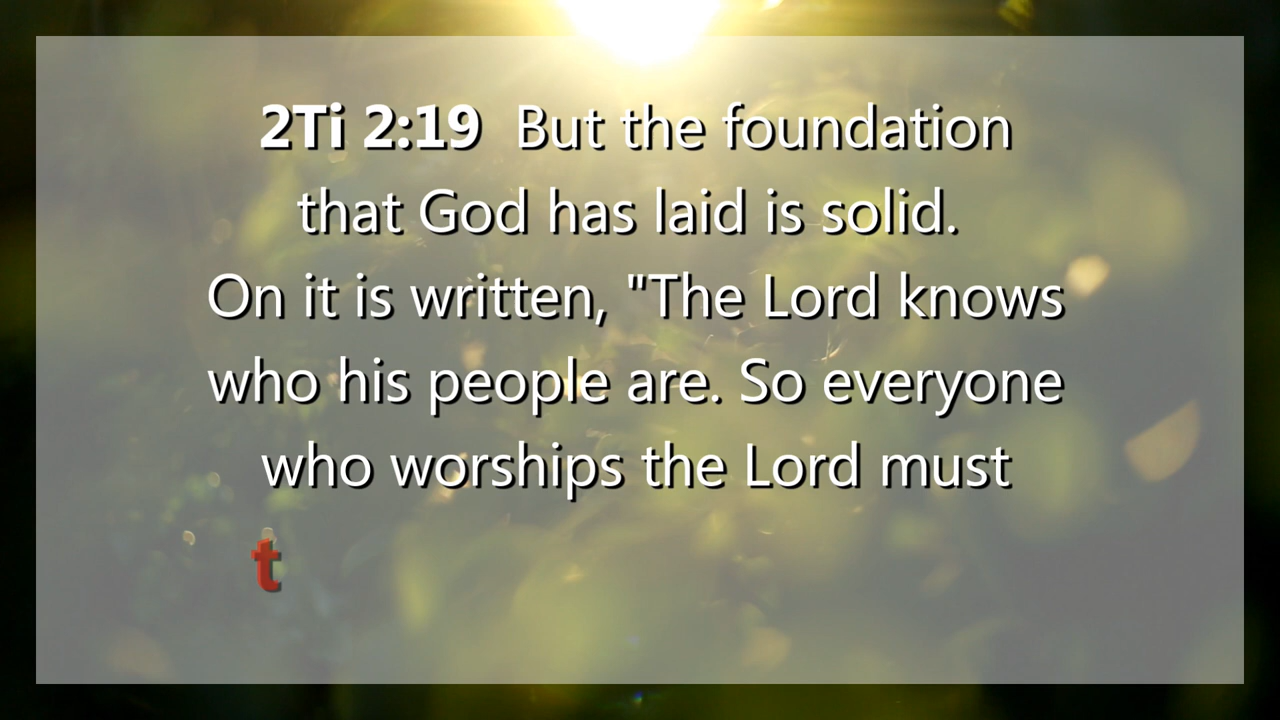 2Ti 2:19 But the foundation
that God has laid is solid.
On it is written, "The Lord knows
who his people are. So everyone
who worships the Lord must
t